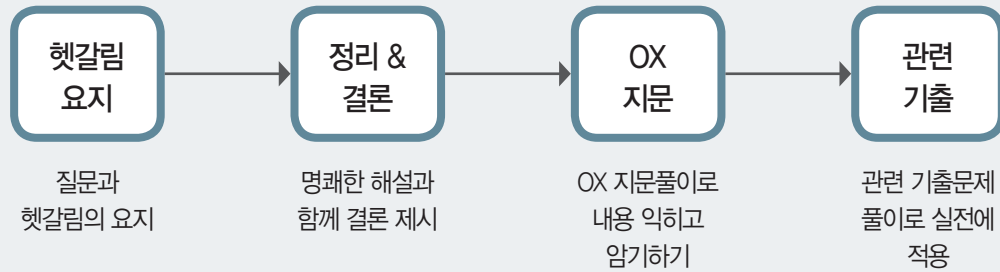 헷갈림
요지
정리 &
결론
OX
지문
관련
기출
질문과
헷갈림의 요지
명쾌한 해설과
함께 결론 제시
OX 지문풀이로
내용 익히고
암기하기
관련 기출문제
풀이로 실전에
적용